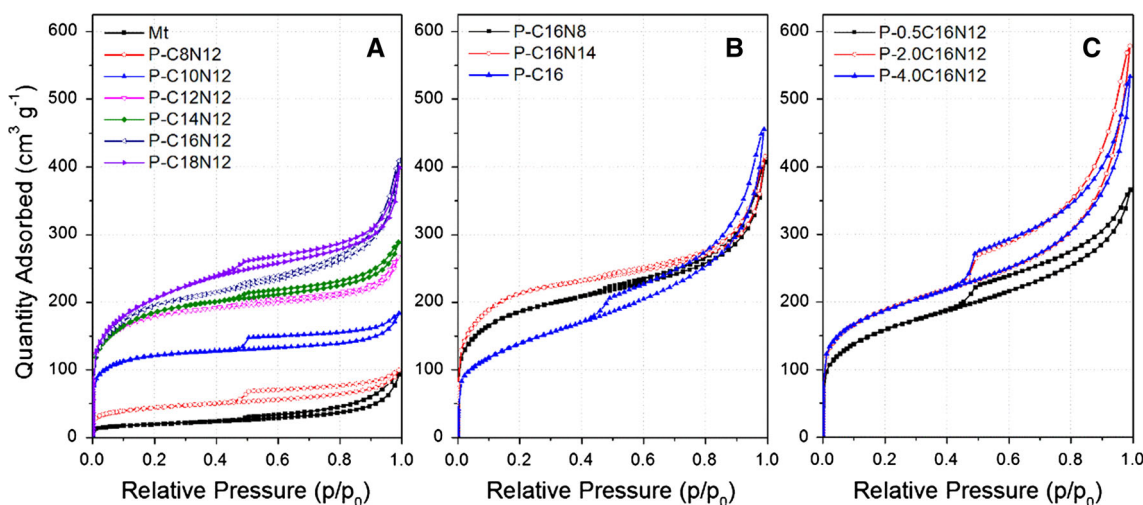 600
500
400
300
200
100
0
Quantity Adsorbed (cm³ g⁻¹)
Mt
P-C8N12
P-C10N12
P-C12N12
P-C14N12
P-C16N12
P-C18N12
A
0.0 0.2 0.4 0.6 0.8 1.0
Relative Pressure (p/p₀)
600
500
400
300
200
100
0
P-C16N8
P-C16N14
P-C16
B
0.0 0.2 0.4 0.6 0.8 1.0
Relative Pressure (p/p₀)
600
500
400
300
200
100
0
P-0.5C16N12
P-2.0C16N12
P-4.0C16N12
C
0.0 0.2 0.4 0.6 0.8 1.0
Relative Pressure (p/p₀)